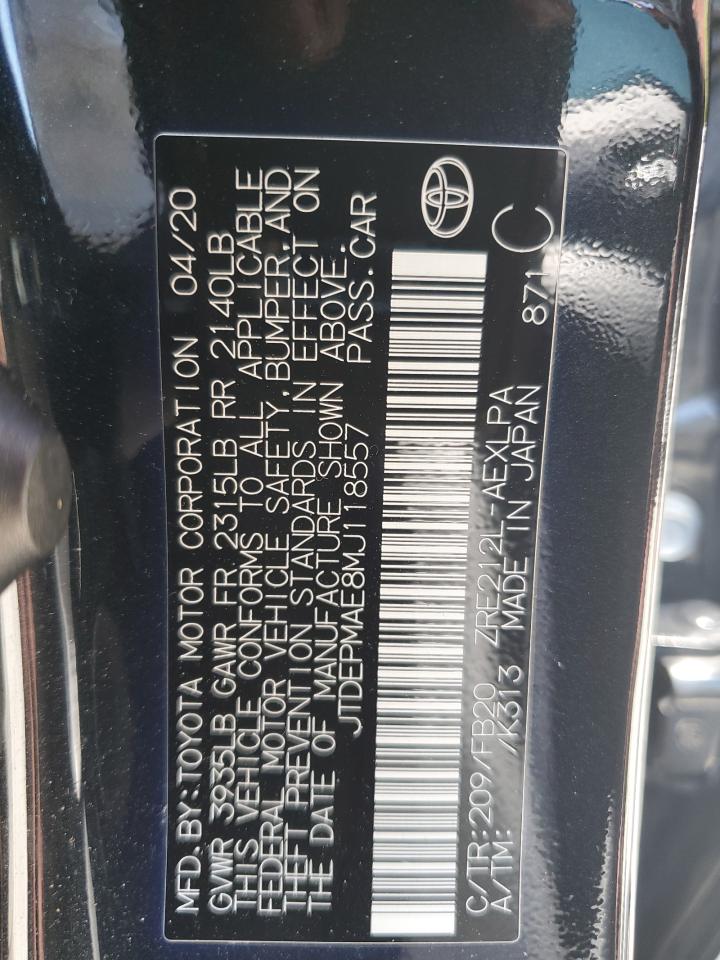 MFD. BY: TOYOTA MOTOR CORPORATION 04/20
GVWR 3935LB GAWR FR 2315LB RR 2140LB
THIS VEHICLE CONFORMS TO ALL APPLICABLE
FEDERAL MOTOR VEHICLE SAFETY, BUMPER, AND
THEFT PREVENTION STANDARDS IN EFFECT ON
THE DATE OF MANUFACTURE SHOWN ABOVE.
JTDEPMAE8MJ118557 PASS. CAR
C/TR: 209/FB20 ZRE212L-AEXLPA
A/TM: /K313 MADE IN JAPAN 871 C